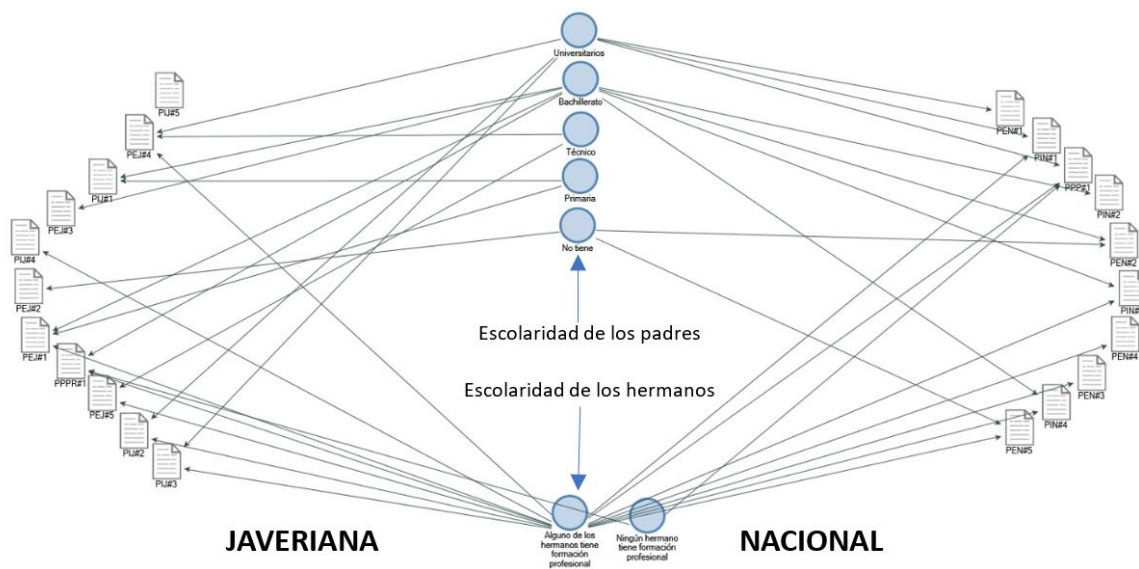 Universitarios
Bachillerato
Técnico
Primaria
No tiene
Escolaridad de los padres
Escolaridad de los hermanos
Alguno de los
hermanos tiene
formación
profesional
Ningún hermano
tiene formación
profesional
JAVERIANA
PIJ#5
PEJ#4
PIJ#1
PEJ#3
PIJ#4
PEJ#2
PEJ#1
PPPR#1
PEJ#5
PIJ#2
PIJ#3
NACIONAL
PEN#1
PIN#1
PPP#1
PIN#2
PEN#2
PIN#
PEN#4
PEN#3
PIN#4
PEN#5